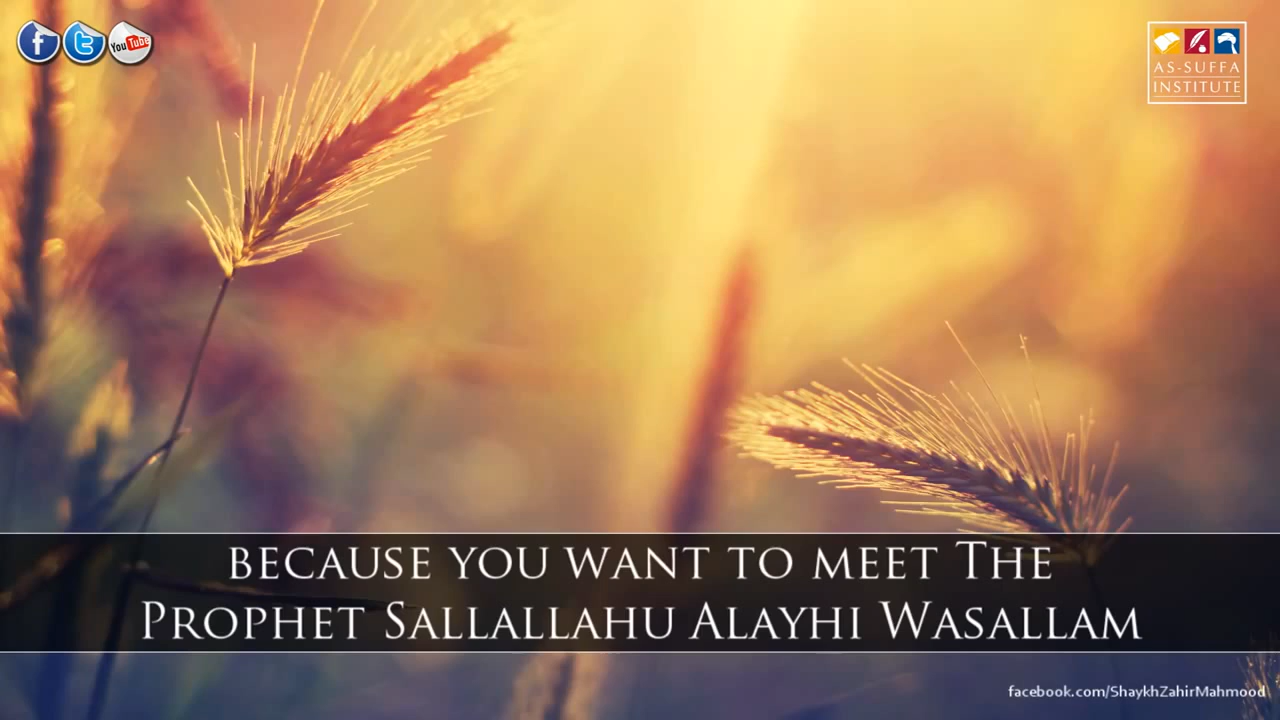 f
t
You Tube
AS-SUFFA
INSTITUTE
BECAUSE YOU WANT TO MEET THE
PROPHET SALLALLAHU ALAYHI WASALLAM
facebook.com/ShaykhZahirMahmood